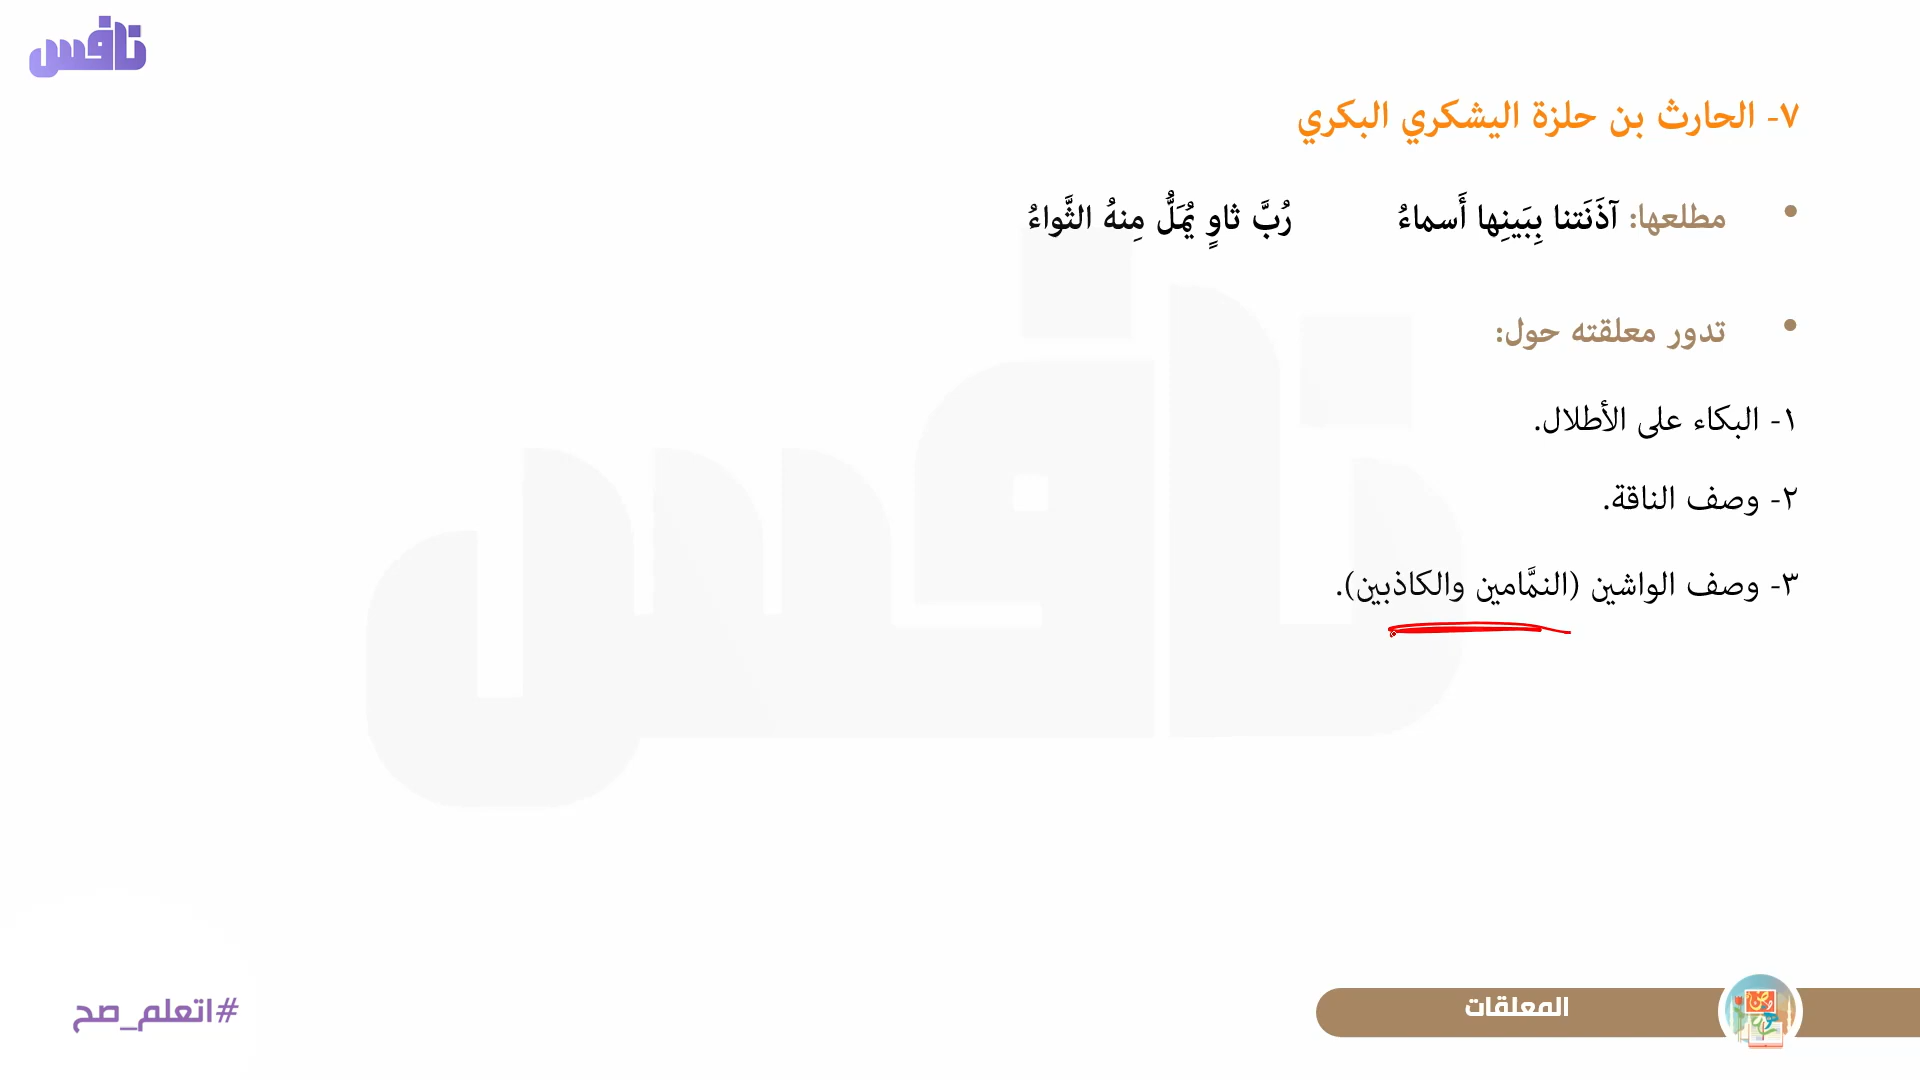 نافس
٧- الحارث بن حلزة اليشكري البكري
• مطلعها: آذَنَتنا بِبَينِها أَسماءُ رُبَّ ثاوٍ يُمَلُّ مِنهُ الثَّواءُ
• تدور معلقته حول:
١- البكاء على الأطلال.
٢- وصف الناقة.
٣- وصف الواشين (النمَّامين والكاذبين).
نافس
المعلقات
#اتعلم_صح